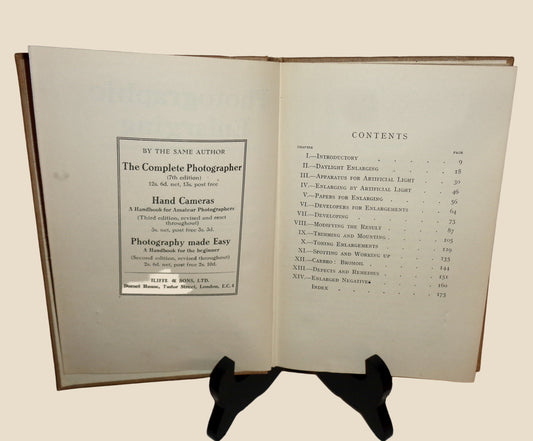 BY THE SAME AUTHOR
The Complete Photographer
(7th edition)
12s. 6d. net, 13s. post free
Hand Cameras
A Handbook for Amateur Photographers
(Third edition, revised and reset
throughout)
3s. net, post free 3s. 3d.
Photography made Easy
A Handbook for the beginner
(Second edition, revised throughout)
2s. 6d. net, post free 2s. 10d.
ILIFFE & SONS, LTD.
Dorset House, Tudor Street, London, E.C.4
CONTENTS
CHAPTER PAGE
I.—Introductory . . . . . . 9
II.—Daylight Enlarging . . . . . 18
III.—Apparatus for Artificial Light . . . 30
IV.—Enlarging by Artificial Light . . . 46
V.—Papers for Enlarging . . . . 56
VI.—Developers for Enlargements . . . 64
VII.—Developing . . . . . . 73
VIII.—Modifying the Result . . . . 87
IX.—Trimming and Mounting . . . . 105
X.—Toning Enlargements . . . . 129
XI.—Spotting and Working up . . . . 135
XII.—Carbro: Bromoil . . . . . 144
XIII.—Defects and Remedies . . . . 151
XIV.—Enlarged Negatives . . . . 160
Index . . . . . . . 175